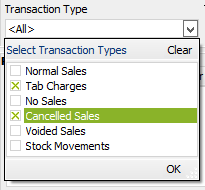 Transaction Type
<All>
Select Transaction Types Clear
Normal Sales
Tab Charges
No Sales
Cancelled Sales
Voided Sales
Stock Movements
OK